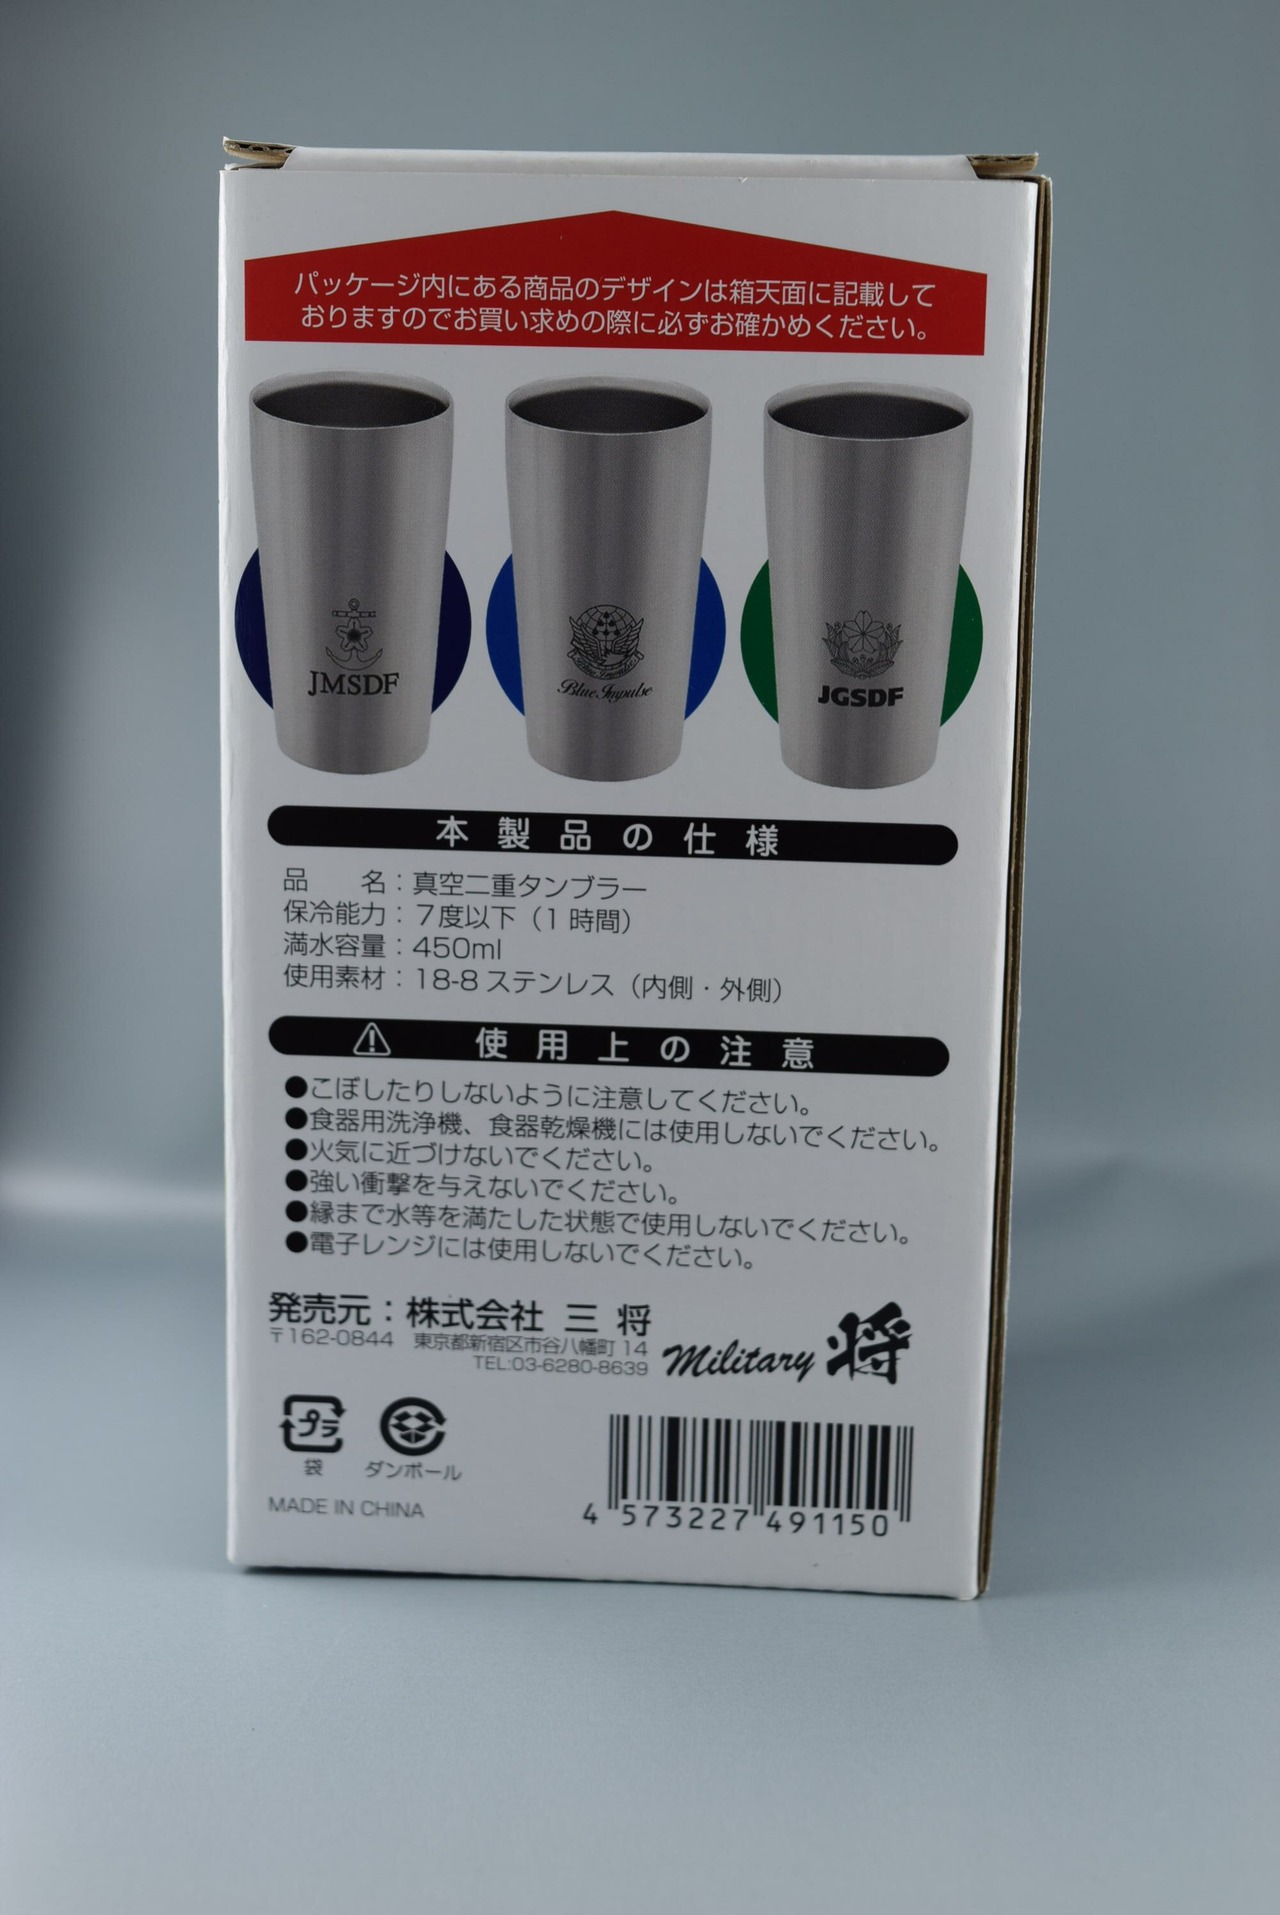 パッケージ内にある商品のデザインは箱天面に記載して
おりますのでお買い求めの際に必ずお確かめください。
JMSDF
Blue Impulse
Blue Impulse
JGSDF
本製品の仕様
品　　名：真空二重タンブラー
保冷能力：７度以下（1時間）
満水容量：450ml
使用素材：18-8 ステンレス（内側・外側）
使用上の注意
●こぼしたりしないように注意してください。
●食器用洗浄機、食器乾燥機には使用しないでください。
●火気に近づけないでください。
●強い衝撃を与えないでください。
●縁まで水等を満たした状態で使用しないでください。
●電子レンジには使用しないでください。
発売元：株式会社 三 将
〒162-0844　東京都新宿区市谷八幡町 14
TEL:03-6280-8639
Military 将
プラ
袋
ダンボール
MADE IN CHINA
4 573227 491150